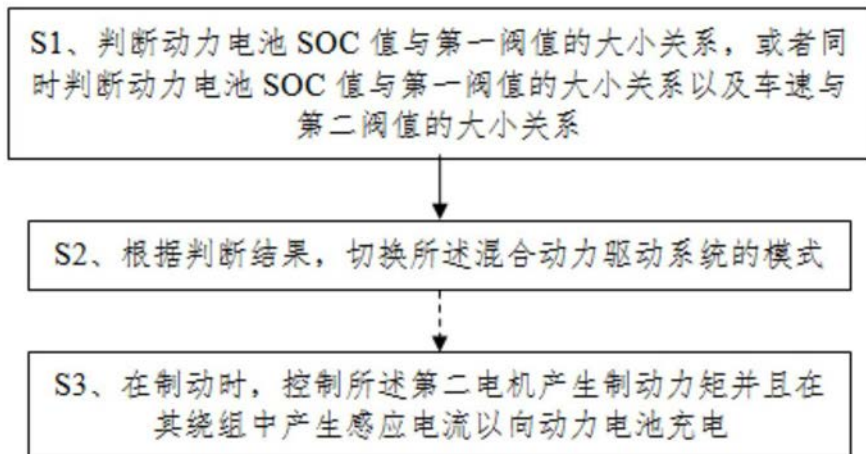 S1、判断动力电池 SOC 值与第一阀值的大小关系，或者同
时判断动力电池 SOC 值与第一阀值的大小关系以及车速与
第二阀值的大小关系
S2、根据判断结果，切换所述混合动力驱动系统的模式
S3、在制动时，控制所述第二电机产生制动力矩并且在
其绕组中产生感应电流以向动力电池充电